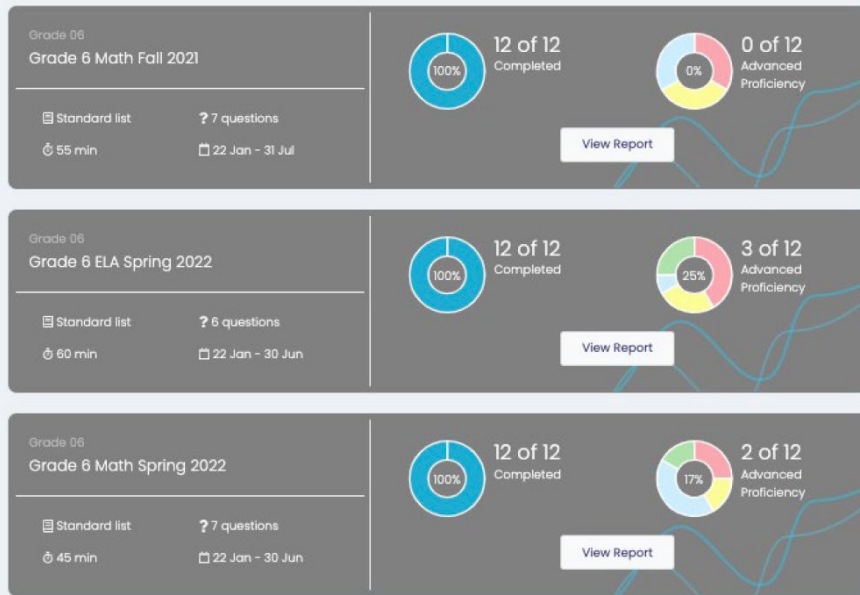 Grade 06
Grade 6 Math Fall 2021
Standard list
? 7 questions
55 min
22 Jan - 31 Jul
100%
12 of 12
Completed
0%
0 of 12
Advanced
Proficiency
View Report
Grade 06
Grade 6 ELA Spring 2022
Standard list
? 6 questions
60 min
22 Jan - 30 Jun
100%
12 of 12
Completed
25%
3 of 12
Advanced
Proficiency
View Report
Grade 06
Grade 6 Math Spring 2022
Standard list
? 7 questions
45 min
22 Jan - 30 Jun
100%
12 of 12
Completed
17%
2 of 12
Advanced
Proficiency
View Report